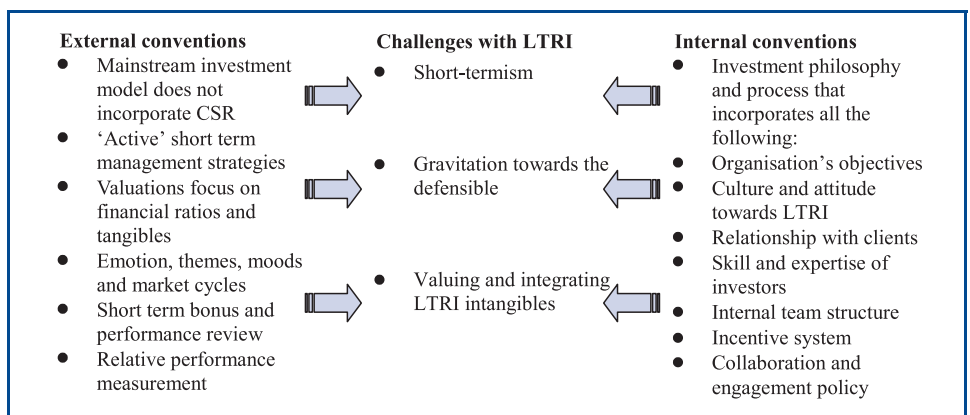 External conventions
● Mainstream investment
model does not
incorporate CSR
● ‘Active’ short term
management strategies
● Valuations focus on
financial ratios and
tangibles
● Emotion, themes, moods
and market cycles
● Short term bonus and
performance review
● Relative performance
measurement
Challenges with LTRI
● Short-termism
● Gravitation towards the
defensible
● Valuing and integrating
LTRI intangibles
Internal conventions
● Investment philosophy
and process that
incorporates all the
following:
● Organisation’s objectives
● Culture and attitude
towards LTRI
● Relationship with clients
● Skill and expertise of
investors
● Internal team structure
● Incentive system
● Collaboration and
engagement policy